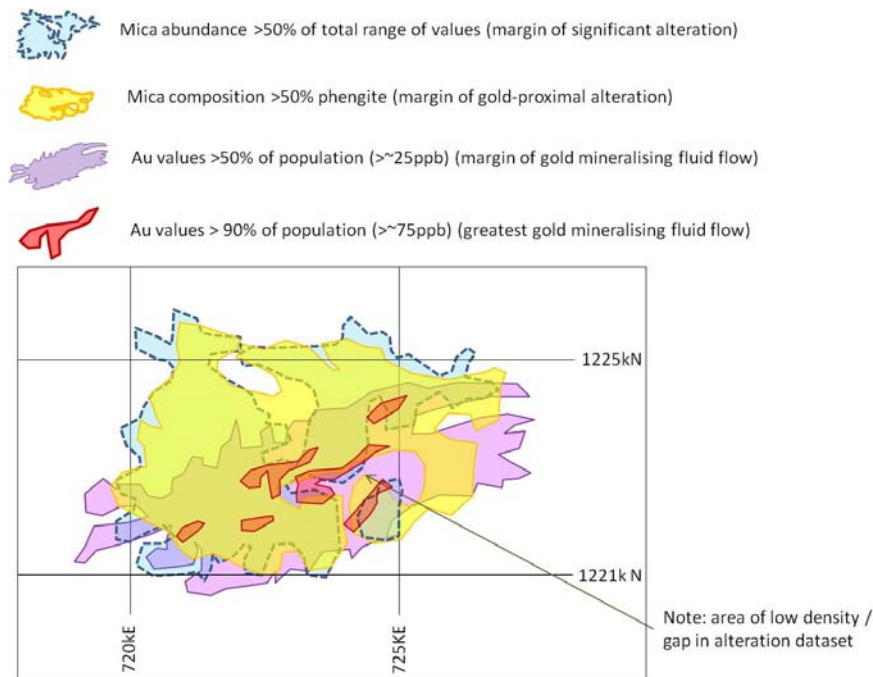 Mica abundance >50% of total range of values (margin of significant alteration)
Mica composition >50% phengite (margin of gold-proximal alteration)
Au values >50% of population (>~25ppb) (margin of gold mineralising fluid flow)
Au values > 90% of population (>~75ppb) (greatest gold mineralising fluid flow)
1225kN
1221k N
720kE
725KE
Note: area of low density /
gap in alteration dataset